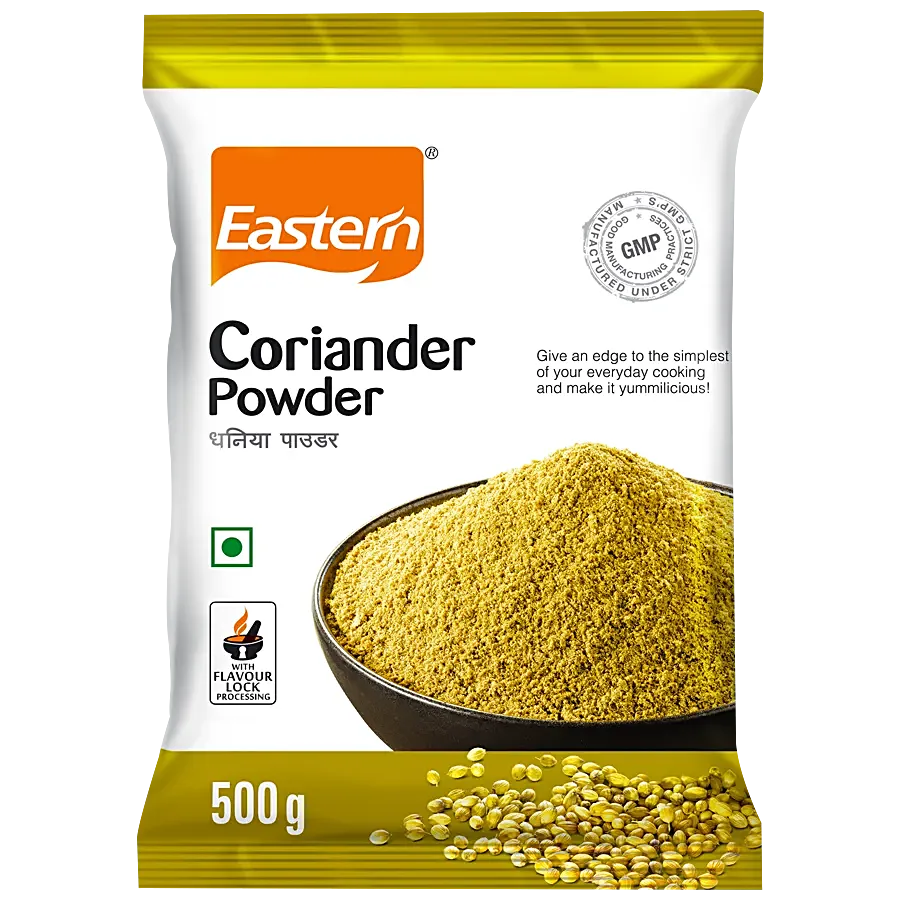 Eastern®
MANUFACTURED UNDER STRICT GMP'S
GOOD MANUFACTURING PRACTICES
GMP
Coriander
Powder
धनिया पाउडर
Give an edge to the simplest
of your everyday cooking
and make it yummilicious!
WITH
FLAVOUR
LOCK
PROCESSING
500 g